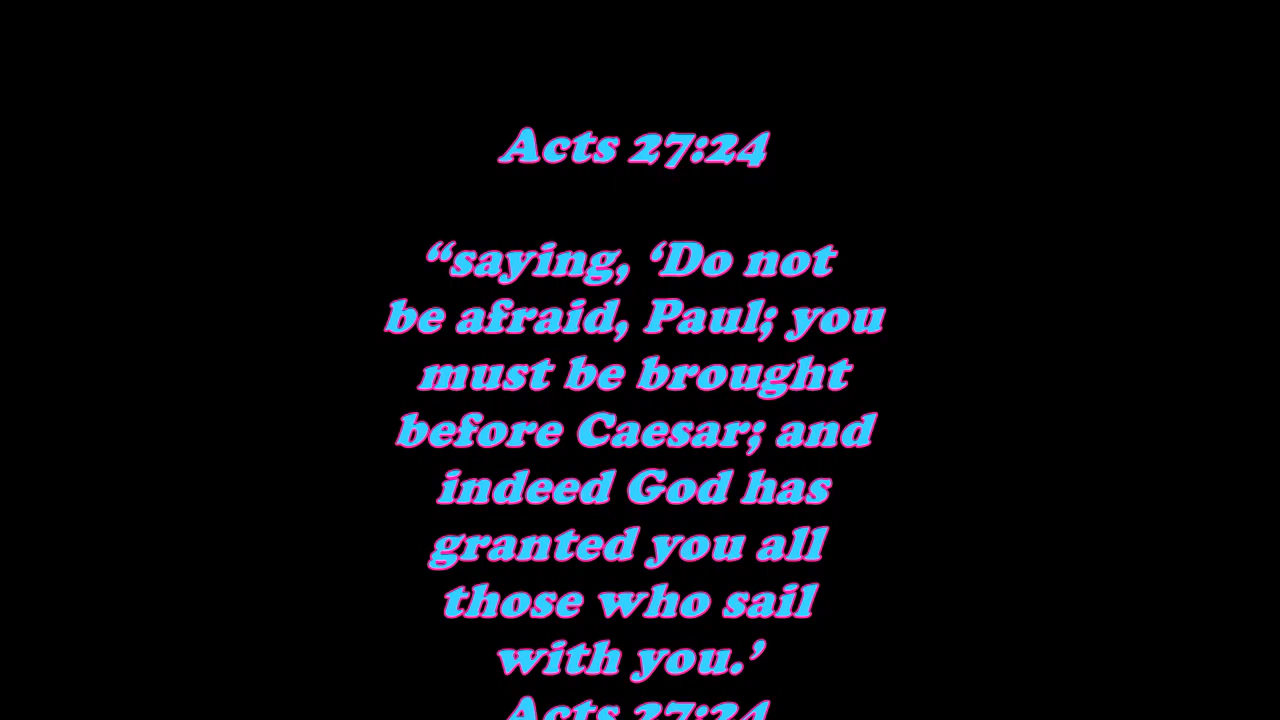 Acts 27:24
“saying, ‘Do not
be afraid, Paul; you
must be brought
before Caesar; and
indeed God has
granted you all
those who sail
with you.’
Acts 27:24